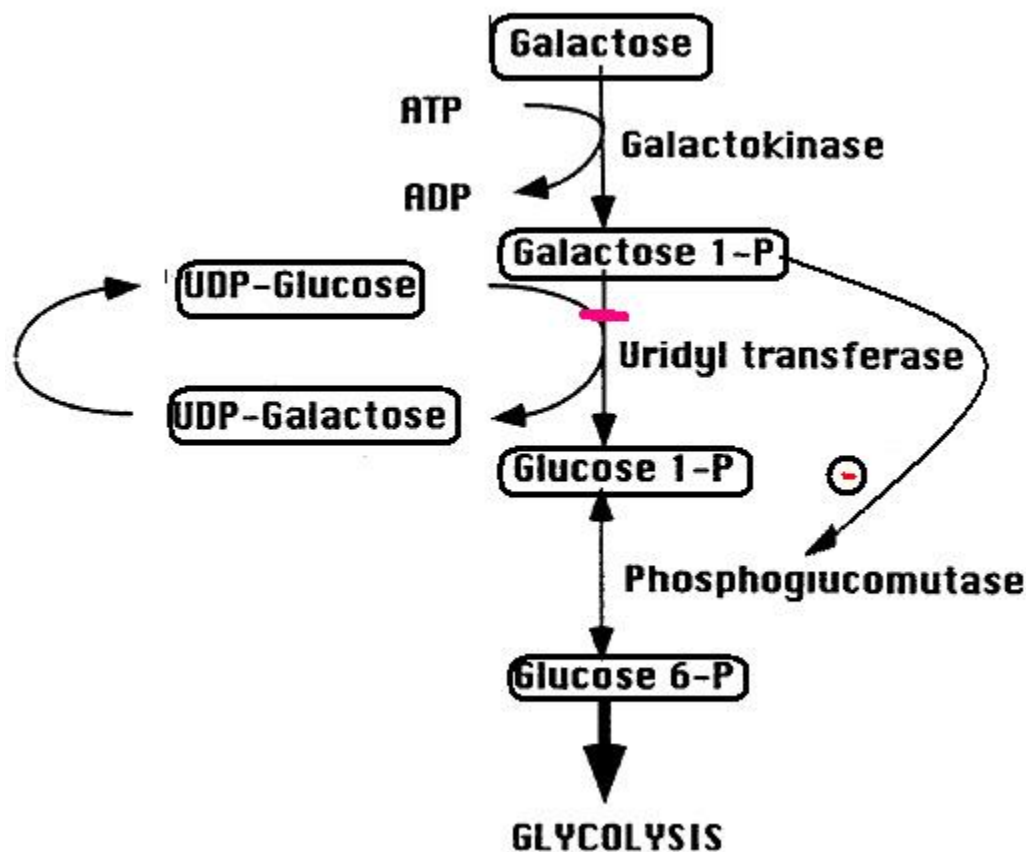 Galactose
ATP
Galactokinase
ADP
Galactose 1-P
UDP-Glucose
Uridyl transferase
UDP-Galactose
Glucose 1-P
-
Phosphoglucomutase
Glucose 6-P
GLYCOLYSIS